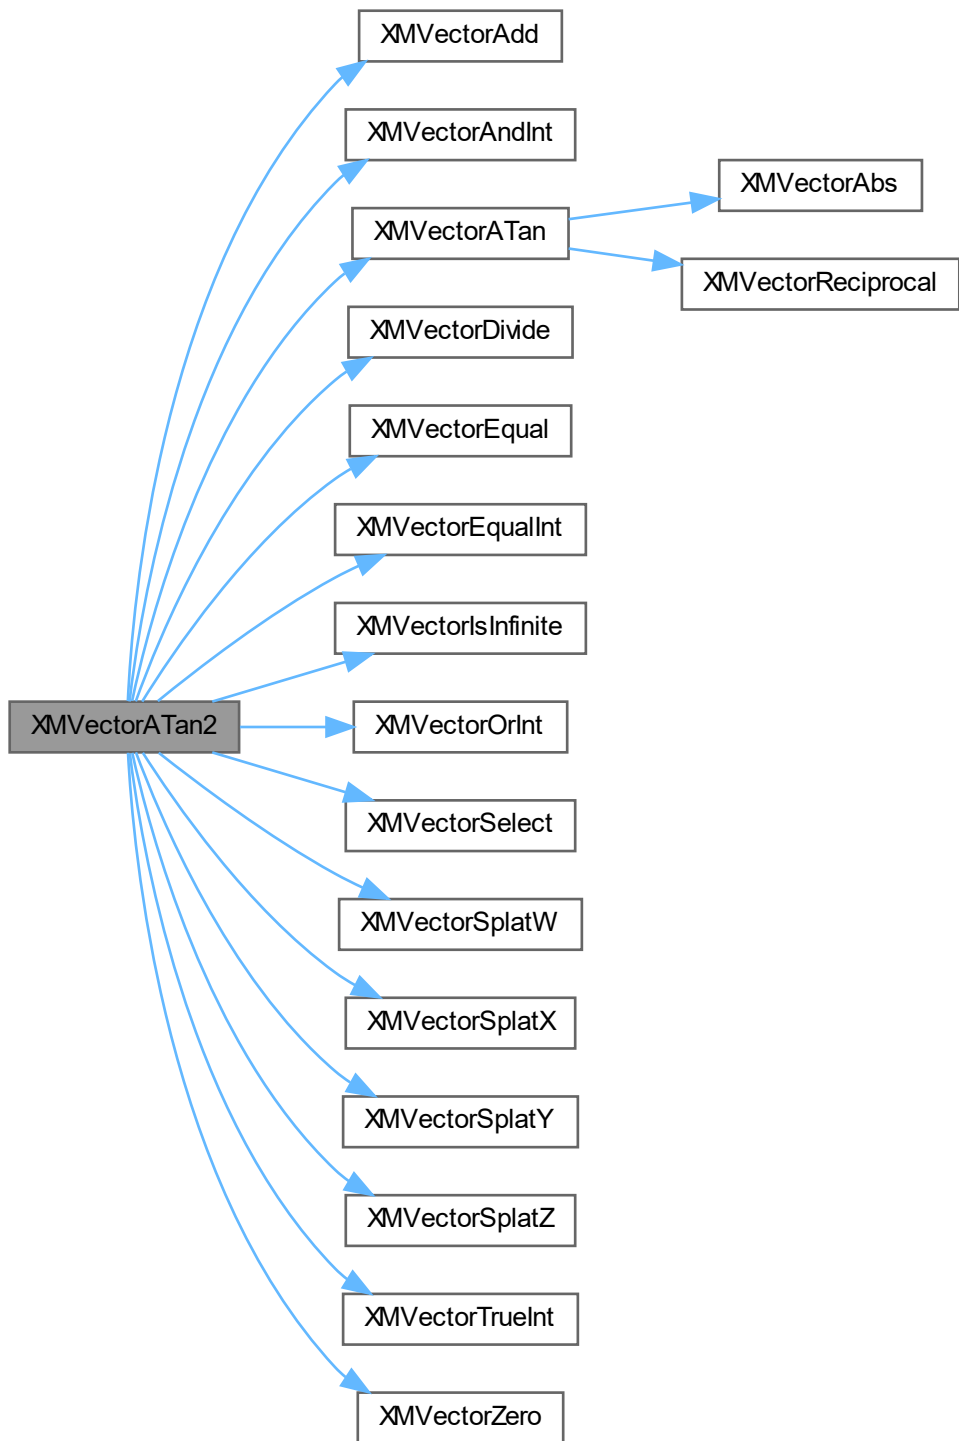 XMVectorAdd
XMVectorAndInt
XMVectorAbs
XMVectorATan
XMVectorReciprocal
XMVectorDivide
XMVectorEqual
XMVectorEqualInt
XMVectorIsInfinite
XMVectorATan2
XMVectorOrInt
XMVectorSelect
XMVectorSplatW
XMVectorSplatX
XMVectorSplatY
XMVectorSplatZ
XMVectorTrueInt
XMVectorZero